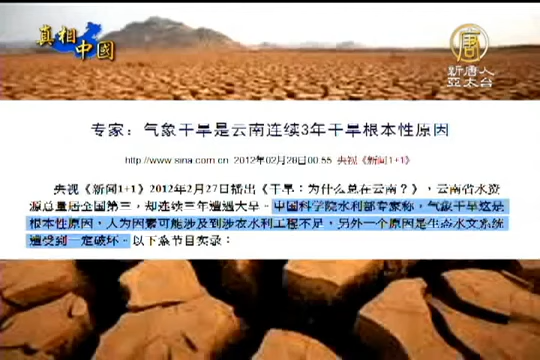 真相
中國
唐
新唐人
亞太台
专家：气象干旱是云南连续3年干旱根本性原因
http://www.sina.com.cn 2012年02月28日00:55 央视《新闻1+1》
央视《新闻1+1》2012年2月27日播出《干旱：为什么总在云南？》，云南省水资
源总量居全国第三，却连续三年遭遇大旱。中国科学院水利部专家称，气象干旱这是
根本性原因，人为因素可能涉及到涉农水利工程不足，另外一个原因是生态水文系统
遭受到一定破坏。以下条节目实录：